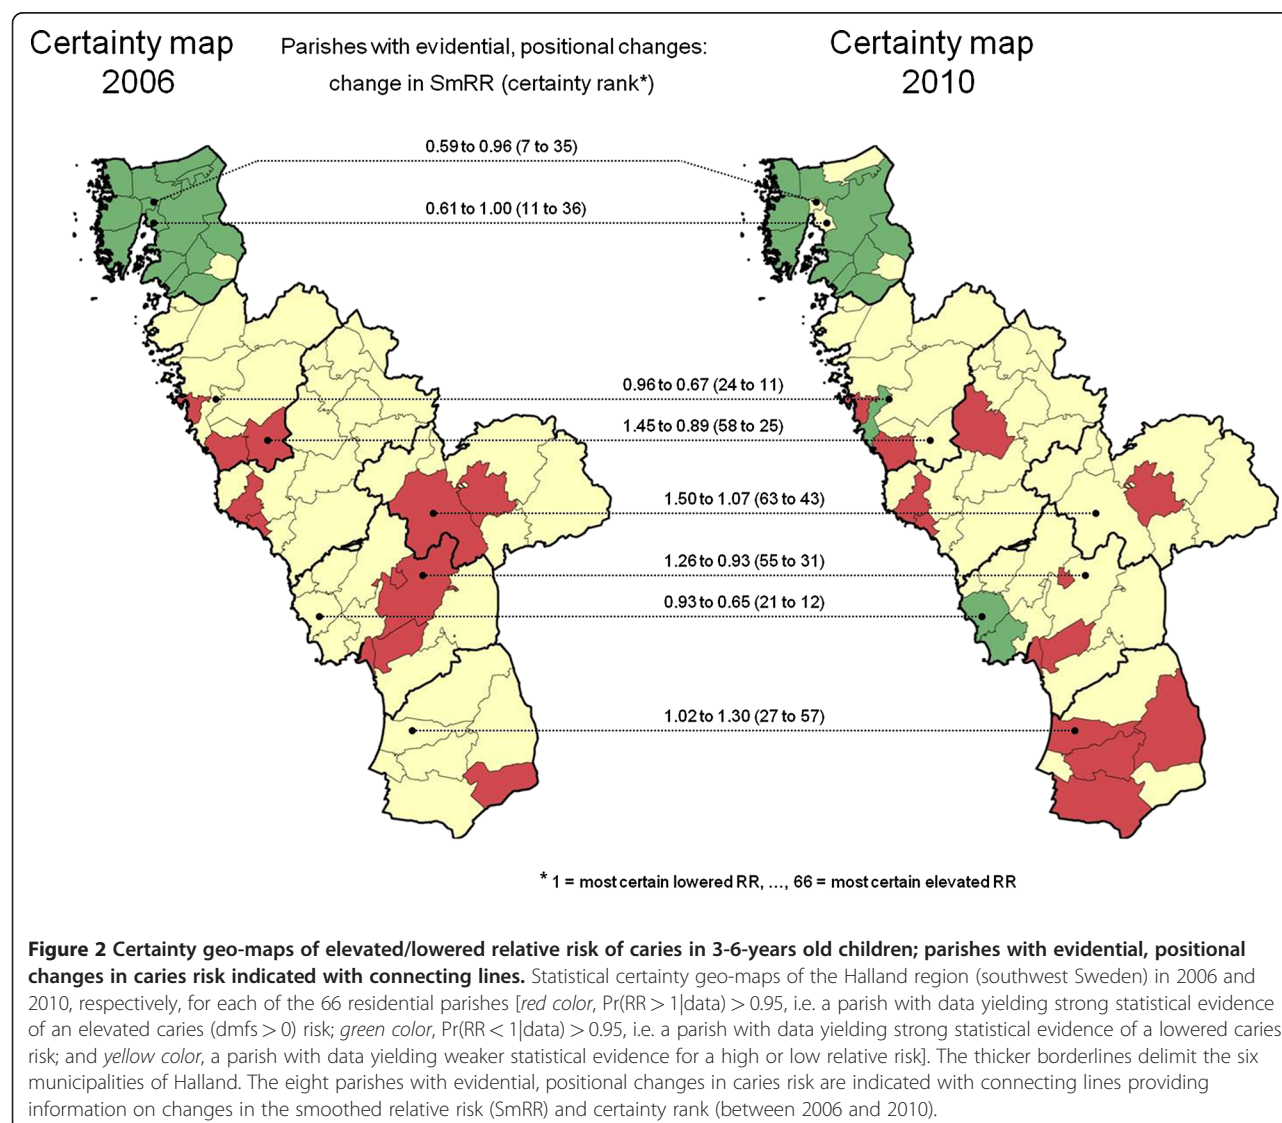 Certainty map
2006
Parishes with evidential, positional changes:
change in SmRR (certainty rank*)
Certainty map
2010
0.59 to 0.96 (7 to 35)
0.61 to 1.00 (11 to 36)
0.96 to 0.67 (24 to 11)
1.45 to 0.89 (58 to 25)
1.50 to 1.07 (63 to 43)
1.26 to 0.93 (55 to 31)
0.93 to 0.65 (21 to 12)
1.02 to 1.30 (27 to 57)
* 1 = most certain lowered RR, ..., 66 = most certain elevated RR
Figure 2 Certainty geo-maps of elevated/lowered relative risk of caries in 3-6-years old children; parishes with evidential, positional
changes in caries risk indicated with connecting lines. Statistical certainty geo-maps of the Halland region (southwest Sweden) in 2006 and
2010, respectively, for each of the 66 residential parishes [red color, Pr(RR > 1|data) > 0.95, i.e. a parish with data yielding strong statistical evidence
of an elevated caries (dmfs > 0) risk; green color, Pr(RR < 1|data) > 0.95, i.e. a parish with data yielding strong statistical evidence of a lowered caries
risk; and yellow color, a parish with data yielding weaker statistical evidence for a high or low relative risk]. The thicker borderlines delimit the six
municipalities of Halland. The eight parishes with evidential, positional changes in caries risk are indicated with connecting lines providing
information on changes in the smoothed relative risk (SmRR) and certainty rank (between 2006 and 2010).